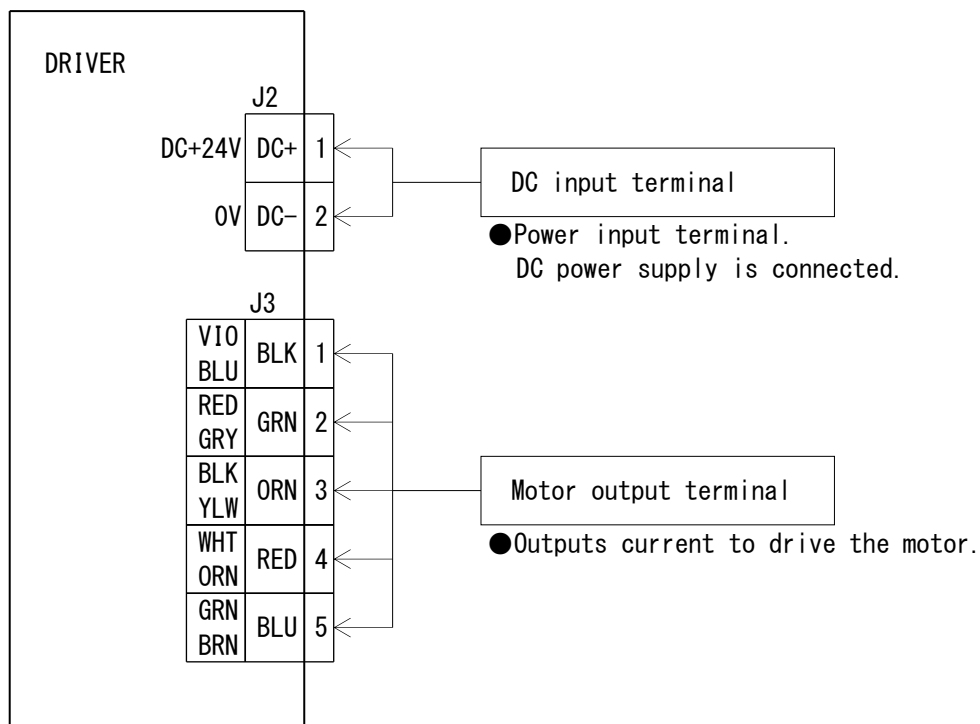 DRIVER
J2
DC+24V DC+ 1
0V DC- 2
DC input terminal
●Power input terminal.
DC power supply is connected.
J3
VIO
BLU
BLK 1
RED
GRY
GRN 2
BLK
YLW
ORN 3
WHT
ORN
RED 4
GRN
BRN
BLU 5
Motor output terminal
●Outputs current to drive the motor.